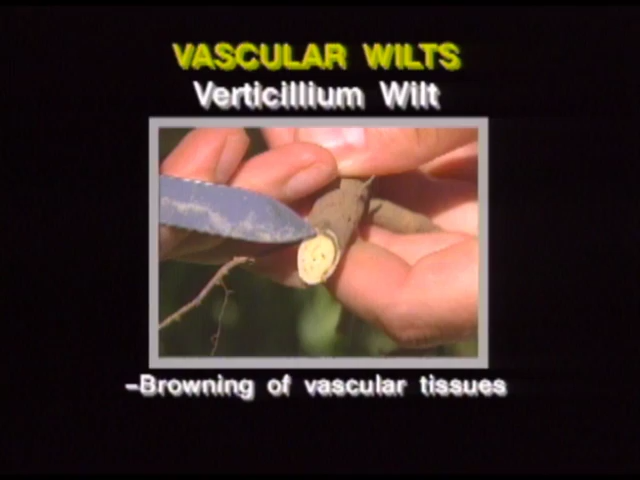 VASCULAR WILTS
Verticillium Wilt
–Browning of vascular tissues